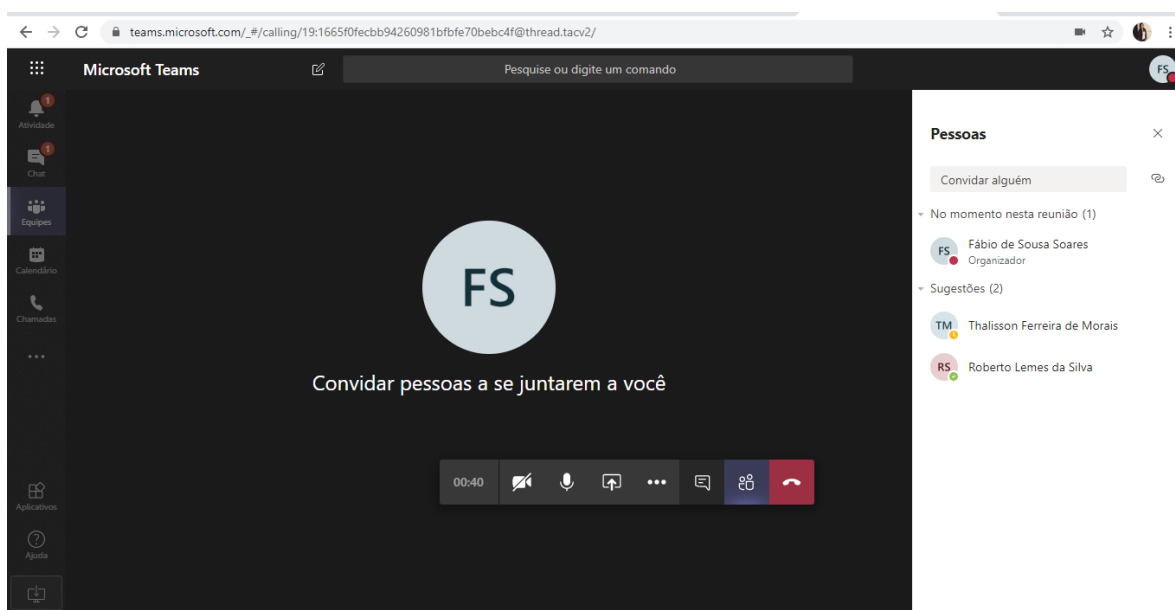 teams.microsoft.com/_#/calling/19:1665f0fecbb94260981bfbfe70bebc4f@thread.tacv2/
Microsoft Teams
Pesquise ou digite um comando
FS
1
Atividade
1
Chat
Equipes
Calendário
Chamadas
Aplicativos
Ajuda
FS
Convidar pessoas a se juntarem a você
00:40
Pessoas
Convidar alguém
No momento nesta reunião (1)
FS
Fábio de Sousa Soares
Organizador
Sugestões (2)
TM
Thalisson Ferreira de Morais
RS
Roberto Lemes da Silva